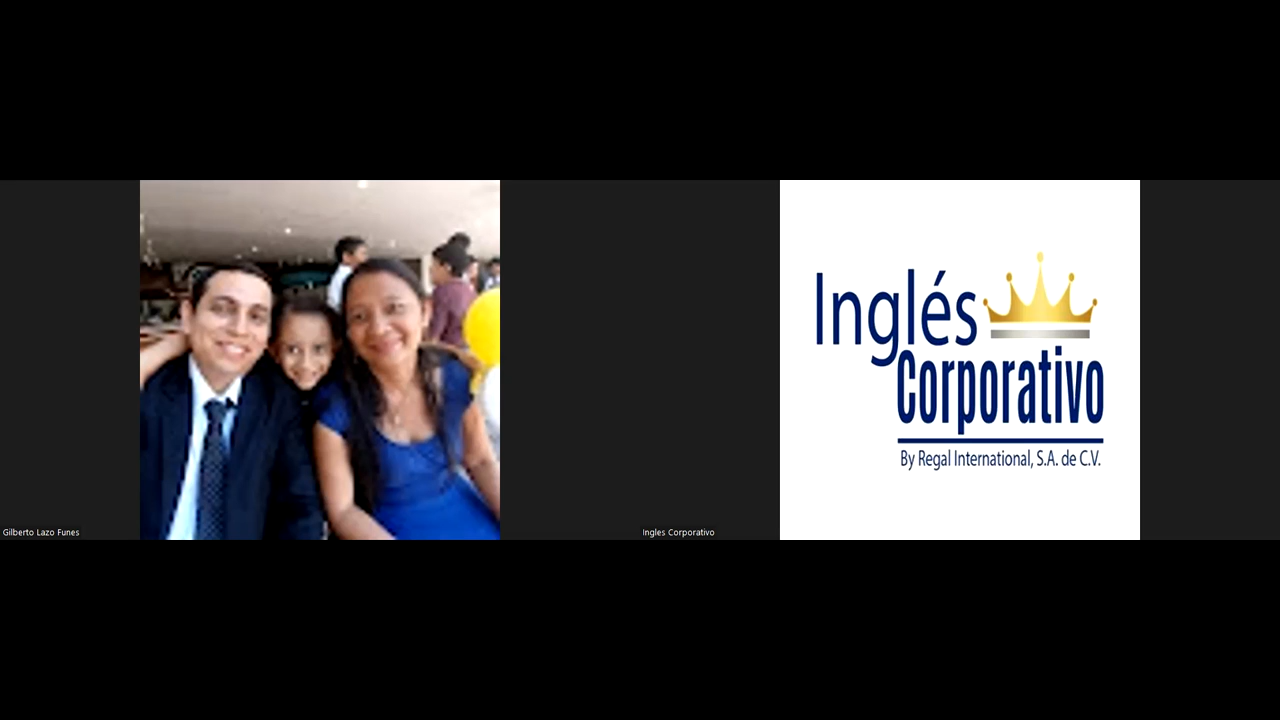 Inglés
Corporativo
By Regal International, S.A. de C.V.
Gilberto Lazo Funes
Ingles Corporativo